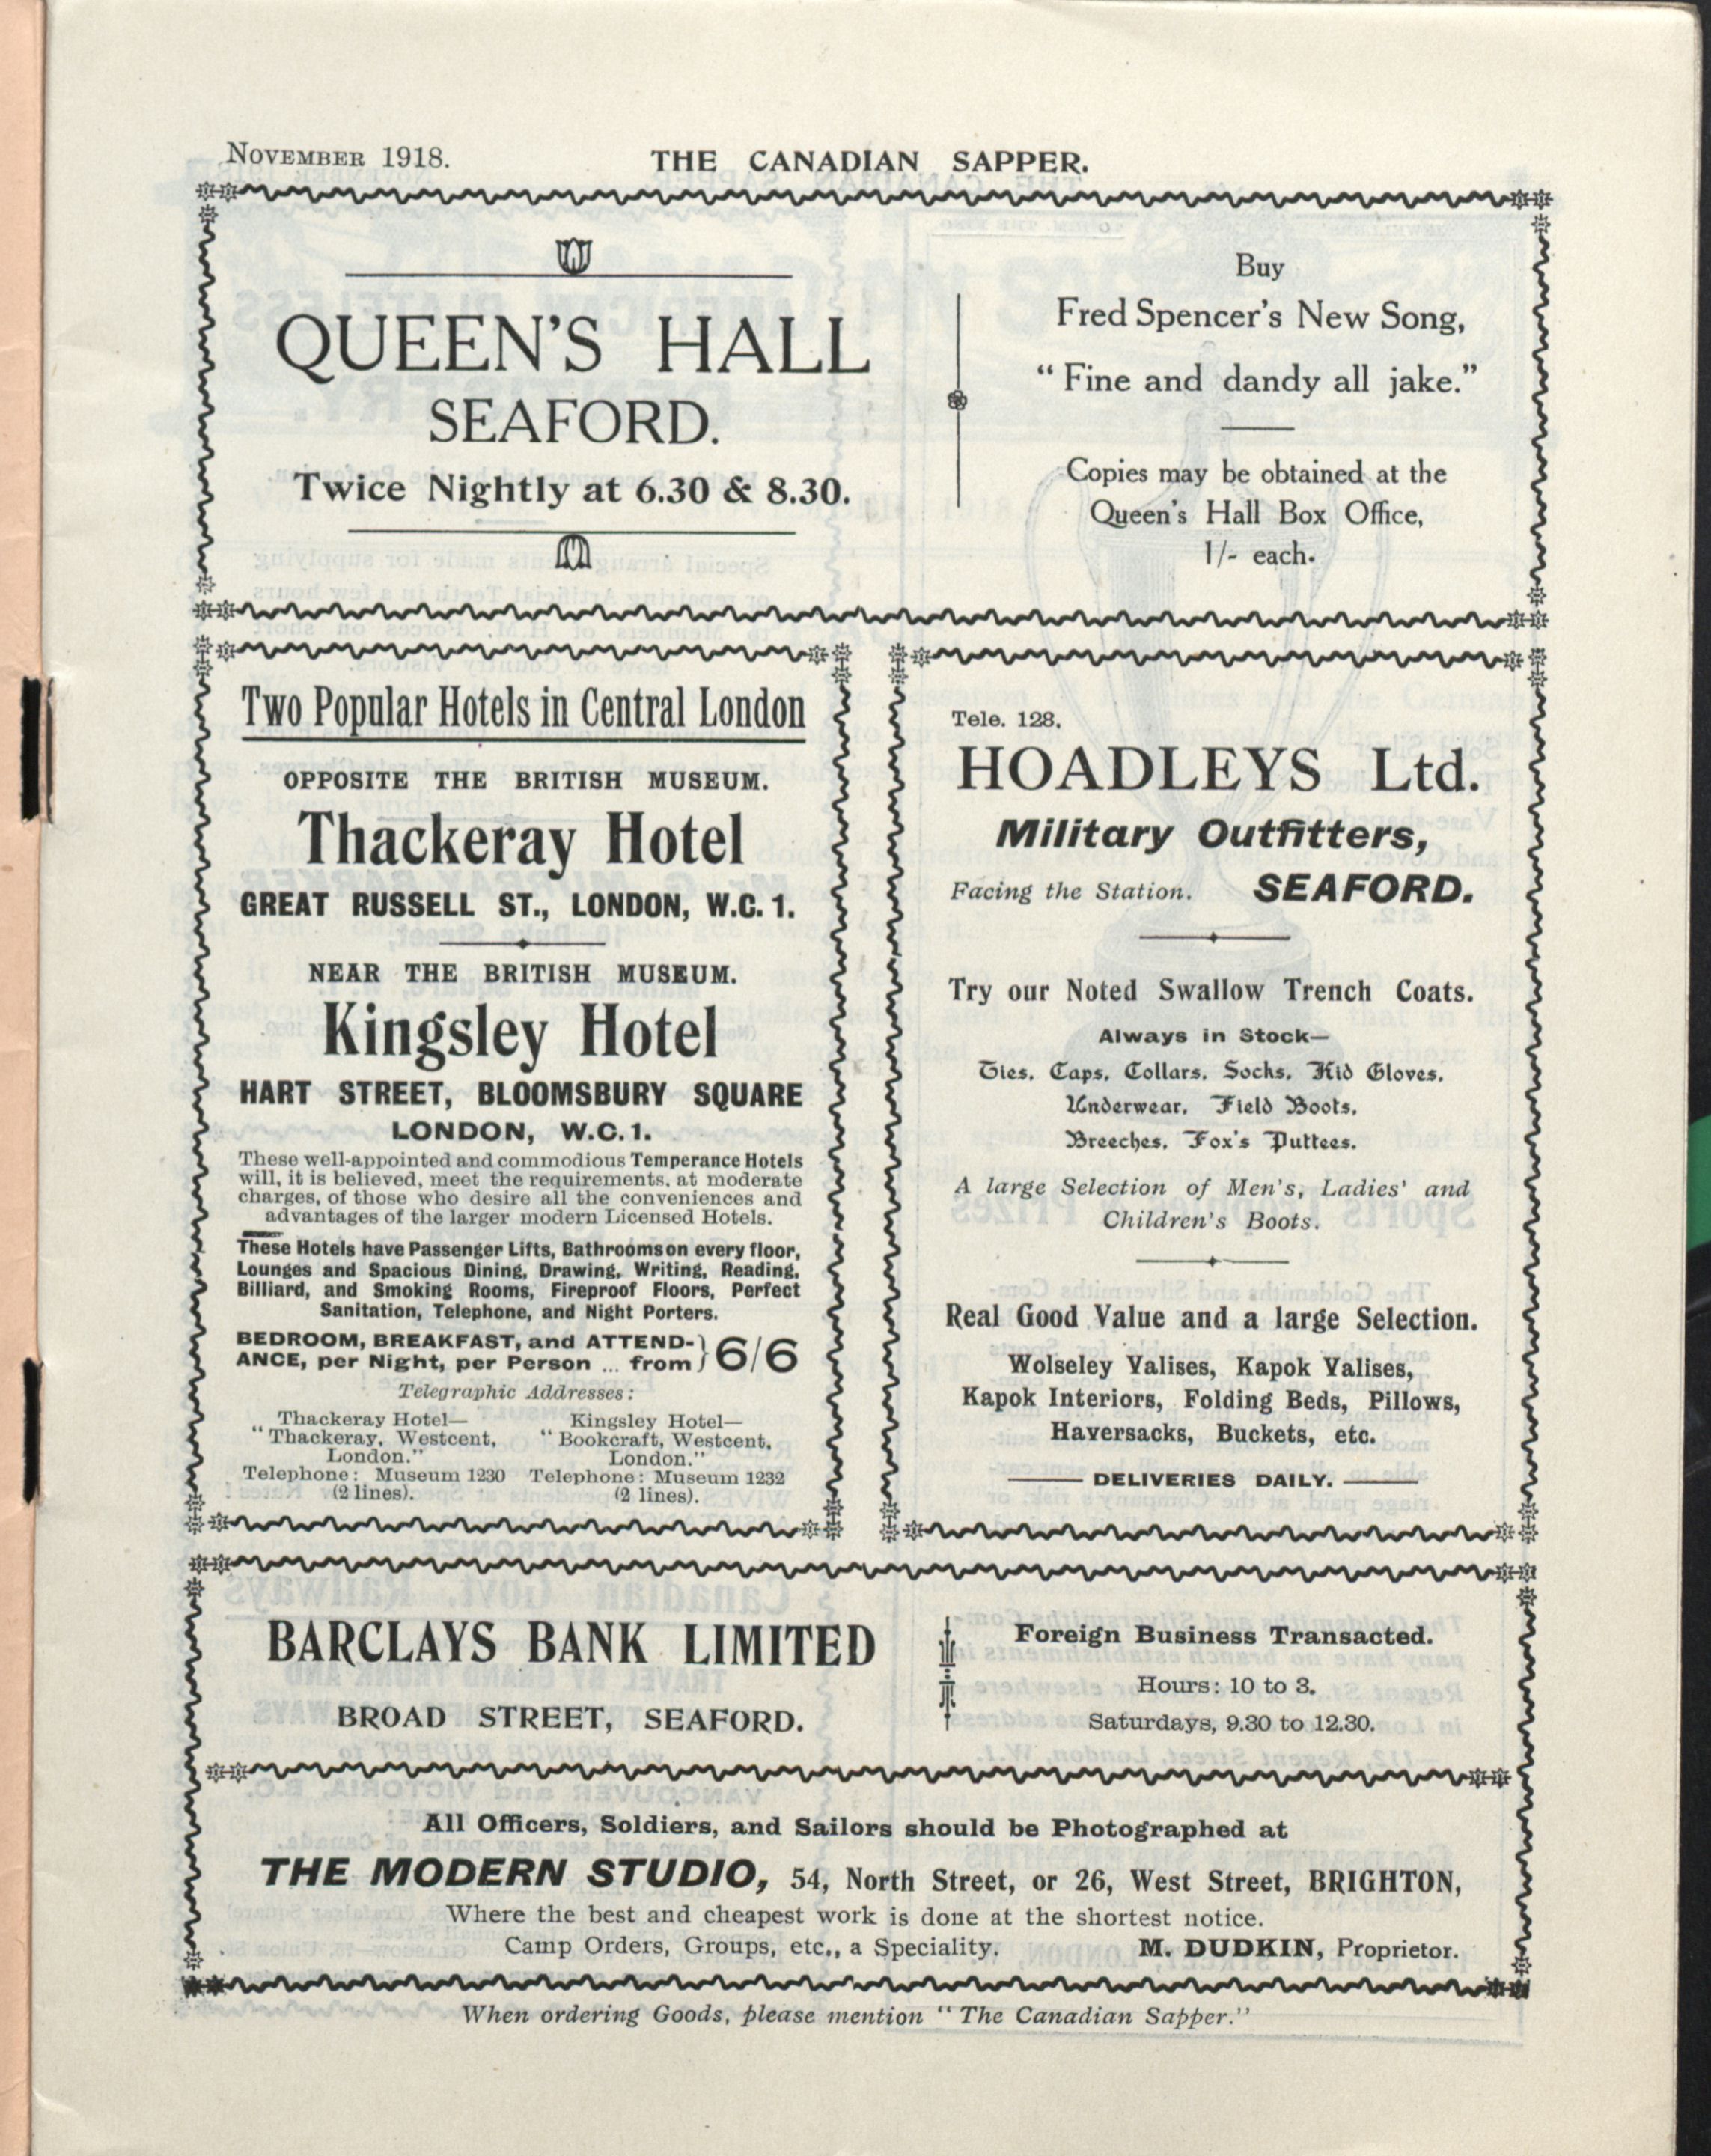 NOVEMBER 1918.
THE CANADIAN SAPPER.
QUEEN'S HALL
SEAFORD.
Twice Nightly at 6.30 & 8.30.
Buy
Fred Spencer's New Song,
"Fine and dandy all jake."
Copies may be obtained at the
Queen's Hall Box Office,
1/- each.
Two Popular Hotels in Central London
OPPOSITE THE BRITISH MUSEUM.
Thackeray Hotel
GREAT RUSSELL ST., LONDON, W.C. 1.
NEAR THE BRITISH MUSEUM.
Kingsley Hotel
HART STREET, BLOOMSBURY SQUARE
LONDON, W.C. 1.
These well-appointed and commodious Temperance Hotels
will, it is believed, meet the requirements, at moderate
charges, of those who desire all the conveniences and
advantages of the larger modern Licensed Hotels.
These Hotels have Passenger Lifts, Bathrooms on every floor,
Lounges and Spacious Dining, Drawing, Writing, Reading,
Billiard, and Smoking Rooms, Fireproof Floors, Perfect
Sanitation, Telephone, and Night Porters.
BEDROOM, BREAKFAST, and ATTEND-
ANCE, per Night, per Person ... from } 6/6
Telegraphic Addresses:
Thackeray Hotel—
"Thackeray, Westcent,
London."
Telephone: Museum 1230
(2 lines).
Kingsley Hotel—
"Bookcraft, Westcent,
London."
Telephone: Museum 1232
(2 lines).
Tele. 128.
HOADLEYS Ltd.
Military Outfitters,
Facing the Station. SEAFORD.
Try our Noted Swallow Trench Coats.
Always in Stock—
Ties, Caps, Collars, Socks, Kid Gloves,
Underwear, Field Boots,
Breeches, Fox's Puttees.
A large Selection of Men's, Ladies' and
Children's Boots.
Real Good Value and a large Selection.
Wolseley Valises, Kapok Valises,
Kapok Interiors, Folding Beds, Pillows,
Haversacks, Buckets, etc.
DELIVERIES DAILY.
BARCLAYS BANK LIMITED
BROAD STREET, SEAFORD.
Foreign Business Transacted.
Hours: 10 to 3.
Saturdays, 9.30 to 12.30.
All Officers, Soldiers, and Sailors should be Photographed at
THE MODERN STUDIO, 54, North Street, or 26, West Street, BRIGHTON,
Where the best and cheapest work is done at the shortest notice.
Camp Orders, Groups, etc., a Speciality. M. DUDKIN, Proprietor.
When ordering Goods, please mention "The Canadian Sapper."